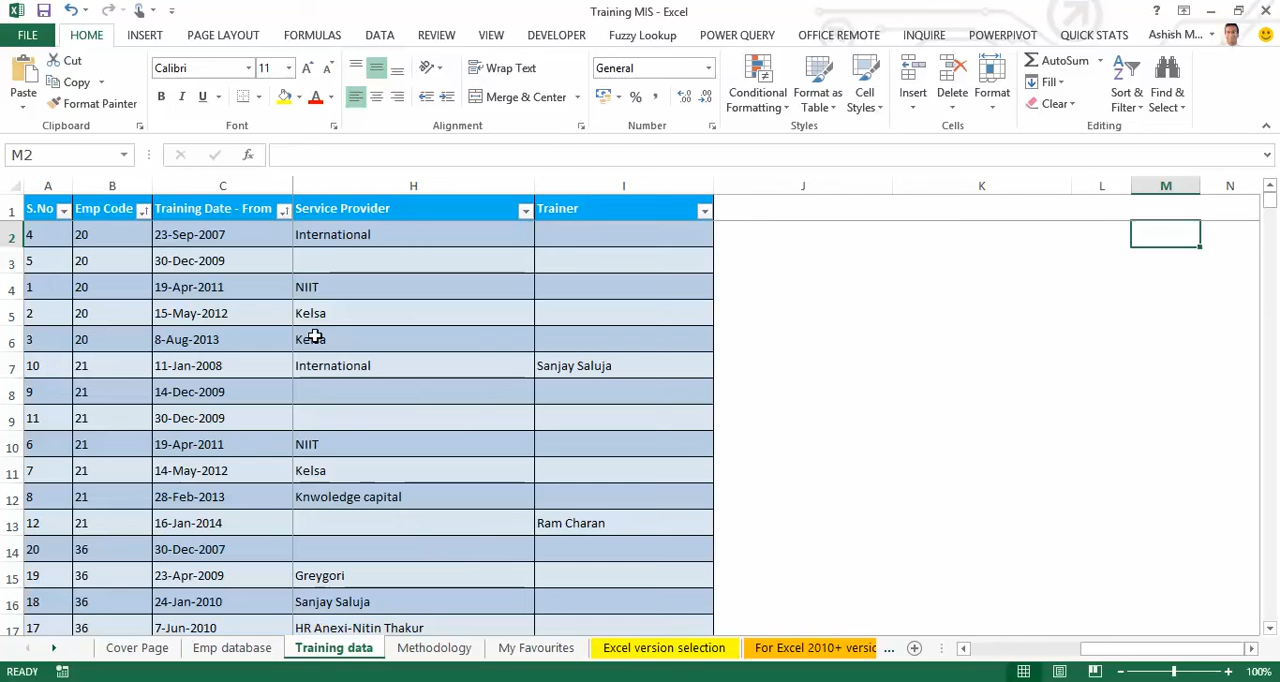 Training MIS - Excel
?
FILE HOME INSERT PAGE LAYOUT FORMULAS DATA REVIEW VIEW DEVELOPER Fuzzy Lookup POWER QUERY OFFICE REMOTE INQUIRE POWERPIVOT QUICK STATS Ashish M...
Paste
Cut
Copy
Format Painter
Clipboard
Calibri 11
B I U
Font
Wrap Text
Merge & Center
Alignment
General
%
Number
Conditional Formatting
Format as Table
Cell Styles
Styles
Insert Delete Format
Cells
AutoSum
Fill
Clear
Sort & Filter
Find & Select
Editing
M2 fx
A B C H I J K L M N
1 S.No Emp Code Training Date - From Service Provider Trainer
2 4 20 23-Sep-2007 International
3 5 20 30-Dec-2009
4 1 20 19-Apr-2011 NIIT
5 2 20 15-May-2012 Kelsa
6 3 20 8-Aug-2013
7 10 21 11-Jan-2008 International Sanjay Saluja
8 9 21 14-Dec-2009
9 11 21 30-Dec-2009
10 6 21 19-Apr-2011 NIIT
11 7 21 14-May-2012 Kelsa
12 8 21 28-Feb-2013 Knwoledge capital
13 12 21 16-Jan-2014 Ram Charan
14 20 36 30-Dec-2007
15 19 36 23-Apr-2009 Greygori
16 18 36 24-Jan-2010 Sanjay Saluja
17 17 36 7-Jun-2010 HR Anexi-Nitin Thakur
Cover Page Emp database Training data Methodology My Favourites Excel version selection For Excel 2010+ versic ...
READY 100%